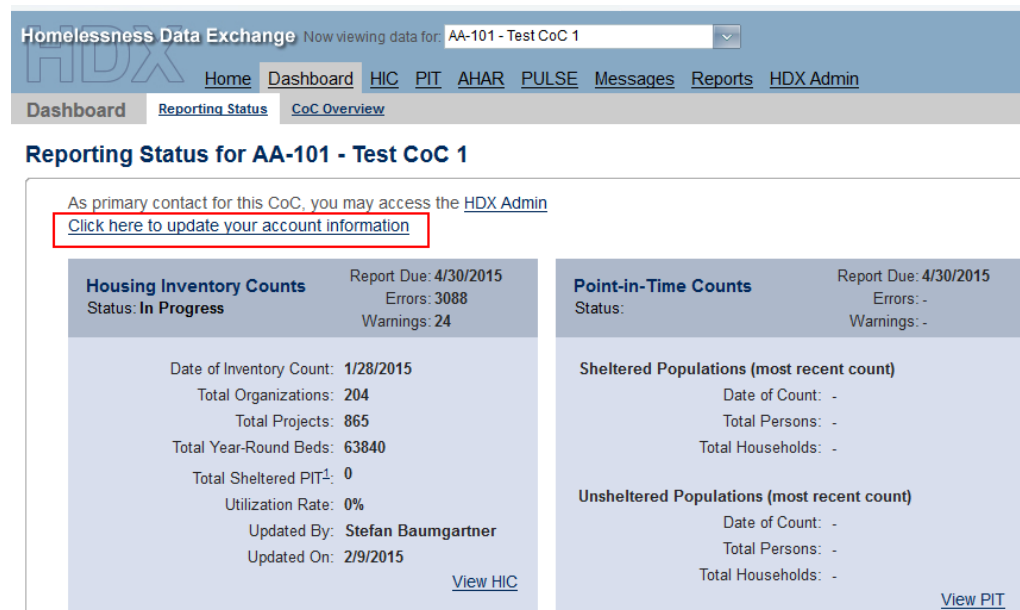 Homelessness Data Exchange Now viewing data for: AA-101 - Test CoC 1
HDX
Home Dashboard HIC PIT AHAR PULSE Messages Reports HDX Admin
Dashboard Reporting Status CoC Overview
Reporting Status for AA-101 - Test CoC 1
As primary contact for this CoC, you may access the HDX Admin
Click here to update your account information
Housing Inventory Counts
Status: In Progress
Report Due: 4/30/2015
Errors: 3088
Warnings: 24
Date of Inventory Count: 1/28/2015
Total Organizations: 204
Total Projects: 865
Total Year-Round Beds: 63840
Total Sheltered PIT1: 0
Utilization Rate: 0%
Updated By: Stefan Baumgartner
Updated On: 2/9/2015
View HIC
Point-in-Time Counts
Status:
Report Due: 4/30/2015
Errors: -
Warnings: -
Sheltered Populations (most recent count)
Date of Count: -
Total Persons: -
Total Households: -
Unsheltered Populations (most recent count)
Date of Count: -
Total Persons: -
Total Households: -
View PIT